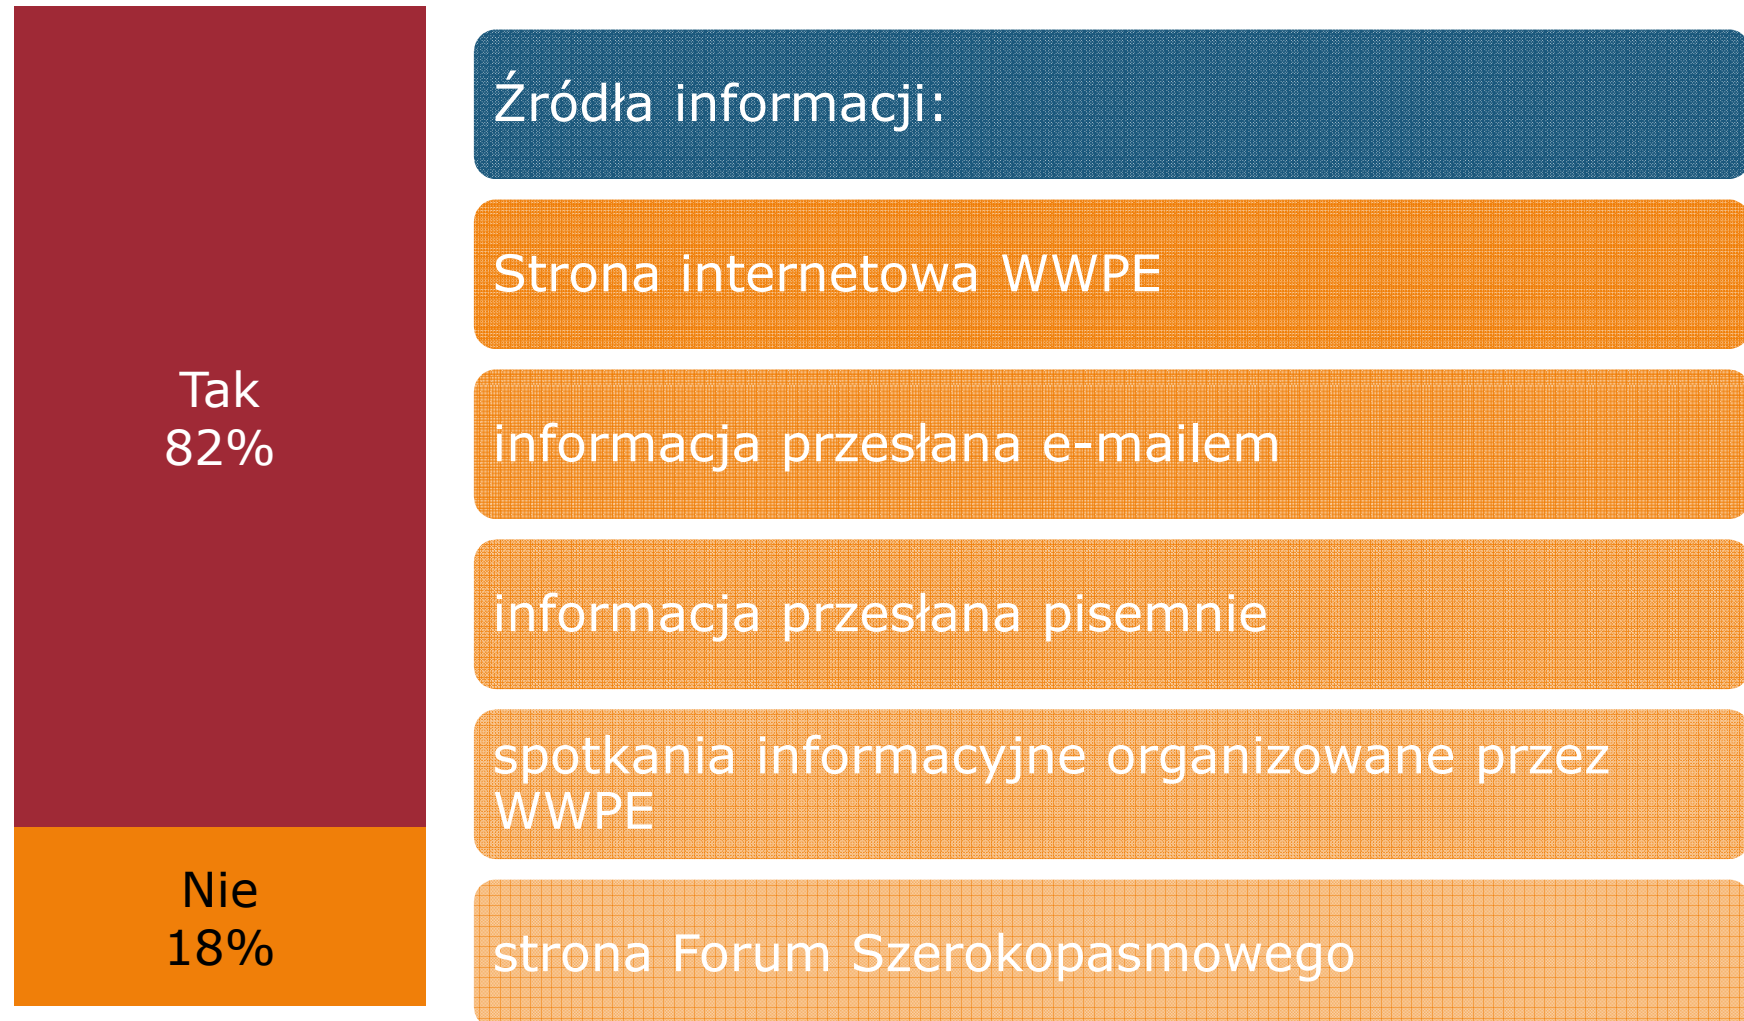 Tak
82%
Nie
18%
Źródła informacji:
Strona internetowa WWPE
informacja przesłana e-mailem
informacja przesłana pisemnie
spotkania informacyjne organizowane przez
WWPE
strona Forum Szerokopasmowego